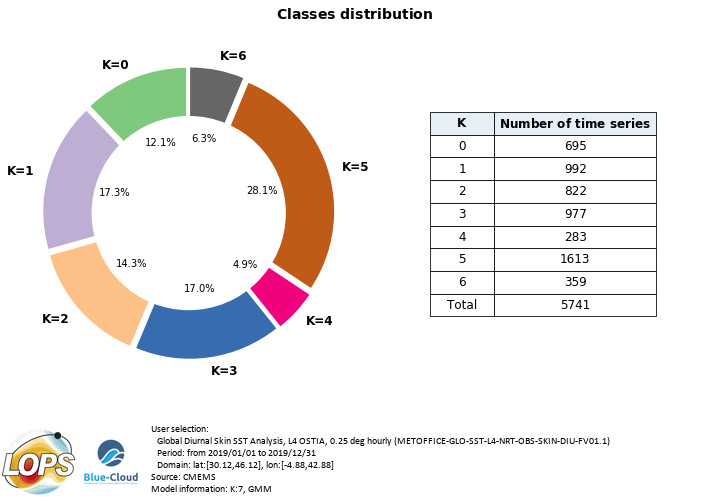 Classes distribution
K=0
K=6
K=1
K=5
K=2
K=4
K=3
12.1%
6.3%
17.3%
28.1%
14.3%
4.9%
17.0%
K Number of time series
0 695
1 992
2 822
3 977
4 283
5 1613
6 359
Total 5741
LOPS
Blue-Cloud
User selection:
Global Diurnal Skin SST Analysis, L4 OSTIA, 0.25 deg hourly (METOFFICE-GLO-SST-L4-NRT-OBS-SKIN-DIU-FV01.1)
Period: from 2019/01/01 to 2019/12/31
Domain: lat:[30.12,46.12], lon:[-4.88,42.88]
Source: CMEMS
Model information: K:7, GMM